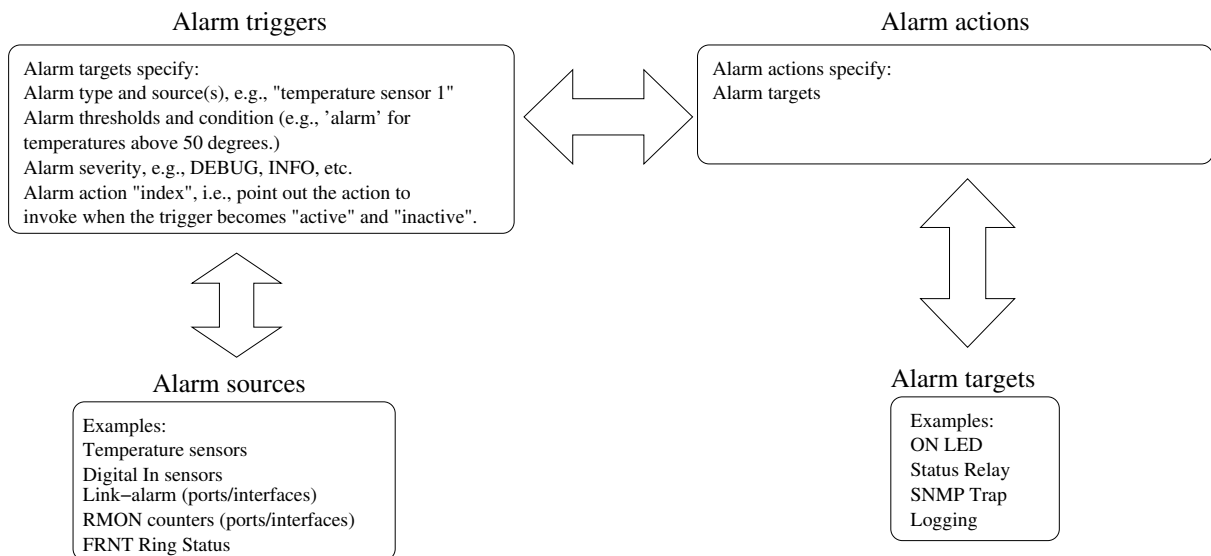 Alarm triggers
Alarm targets specify:
Alarm type and source(s), e.g., "temperature sensor 1"
Alarm thresholds and condition (e.g., ’alarm’ for
temperatures above 50 degrees.)
Alarm severity, e.g., DEBUG, INFO, etc.
Alarm action "index", i.e., point out the action to
invoke when the trigger becomes "active" and "inactive".
Alarm actions
Alarm actions specify:
Alarm targets
Alarm sources
Examples:
Temperature sensors
Digital In sensors
Link−alarm (ports/interfaces)
RMON counters (ports/interfaces)
FRNT Ring Status
Alarm targets
Examples:
ON LED
Status Relay
SNMP Trap
Logging